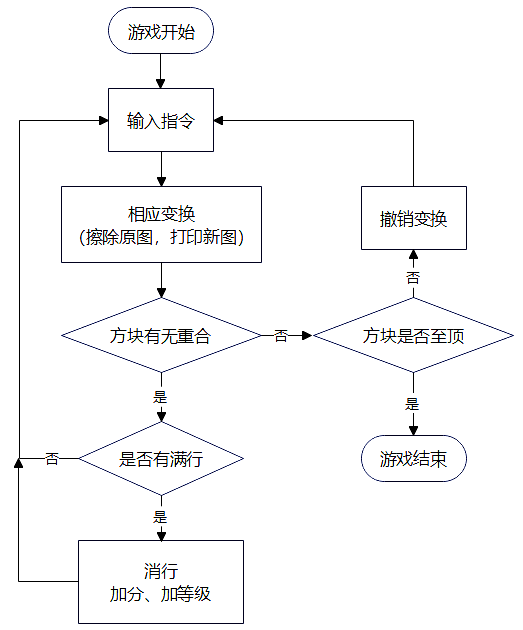 游戏开始
输入指令
相应变换
（擦除原图，打印新图）
撤销变换
否
方块有无重合
否
方块是否至顶
是
是
否
是否有满行
游戏结束
是
消行
加分、加等级